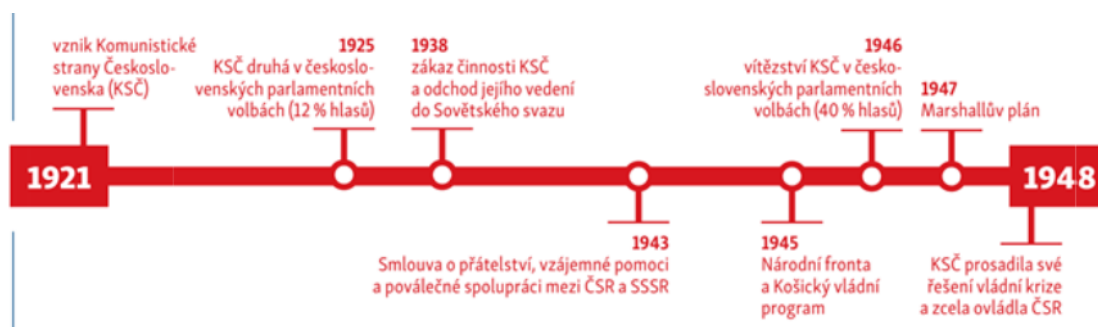 vznik Komunistické
strany Českoslo-
venska (KSČ)
1925
KSČ druhá v českoslo-
venských parlamentních
volbách (12 % hlasů)
1938
zákaz činnosti KSČ
a odchod jejího vedení
do Sovětského svazu
1946
vítězství KSČ v česko-
slovenských parlamentních
volbách (40 % hlasů)
1947
Marshallův plán
1921
1948
1943
Smlouva o přátelství, vzájemné pomoci
a poválečné spolupráci mezi ČSR a SSSR
1945
Národní fronta
a Košický vládní
program
KSČ prosadila své
řešení vládní krize
a zcela ovládla ČSR